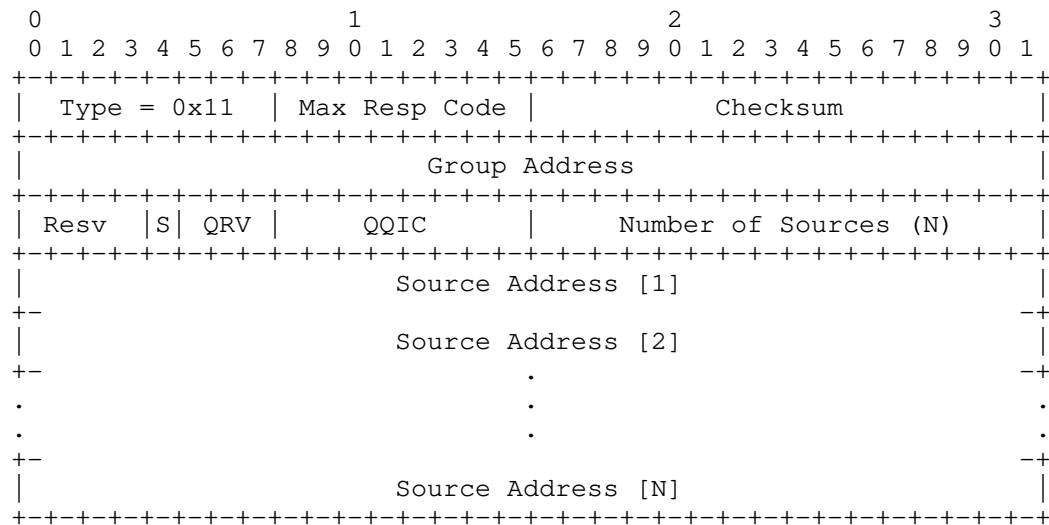 0                   1                   2                   3
 0 1 2 3 4 5 6 7 8 9 0 1 2 3 4 5 6 7 8 9 0 1 2 3 4 5 6 7 8 9 0 1
+-+-+-+-+-+-+-+-+-+-+-+-+-+-+-+-+-+-+-+-+-+-+-+-+-+-+-+-+-+-+-+-+
|  Type = 0x11  | Max Resp Code |           Checksum            |
+-+-+-+-+-+-+-+-+-+-+-+-+-+-+-+-+-+-+-+-+-+-+-+-+-+-+-+-+-+-+-+-+
|                         Group Address                         |
+-+-+-+-+-+-+-+-+-+-+-+-+-+-+-+-+-+-+-+-+-+-+-+-+-+-+-+-+-+-+-+-+
| Resv  |S| QRV |     QQIC      |     Number of Sources (N)     |
+-+-+-+-+-+-+-+-+-+-+-+-+-+-+-+-+-+-+-+-+-+-+-+-+-+-+-+-+-+-+-+-+
|                       Source Address [1]                      |
+-                                                             -+
|                       Source Address [2]                      |
+-                              .                              -+
.                               .                               .
.                               .                               .
+-                                                             -+
|                       Source Address [N]                      |
+-+-+-+-+-+-+-+-+-+-+-+-+-+-+-+-+-+-+-+-+-+-+-+-+-+-+-+-+-+-+-+-+